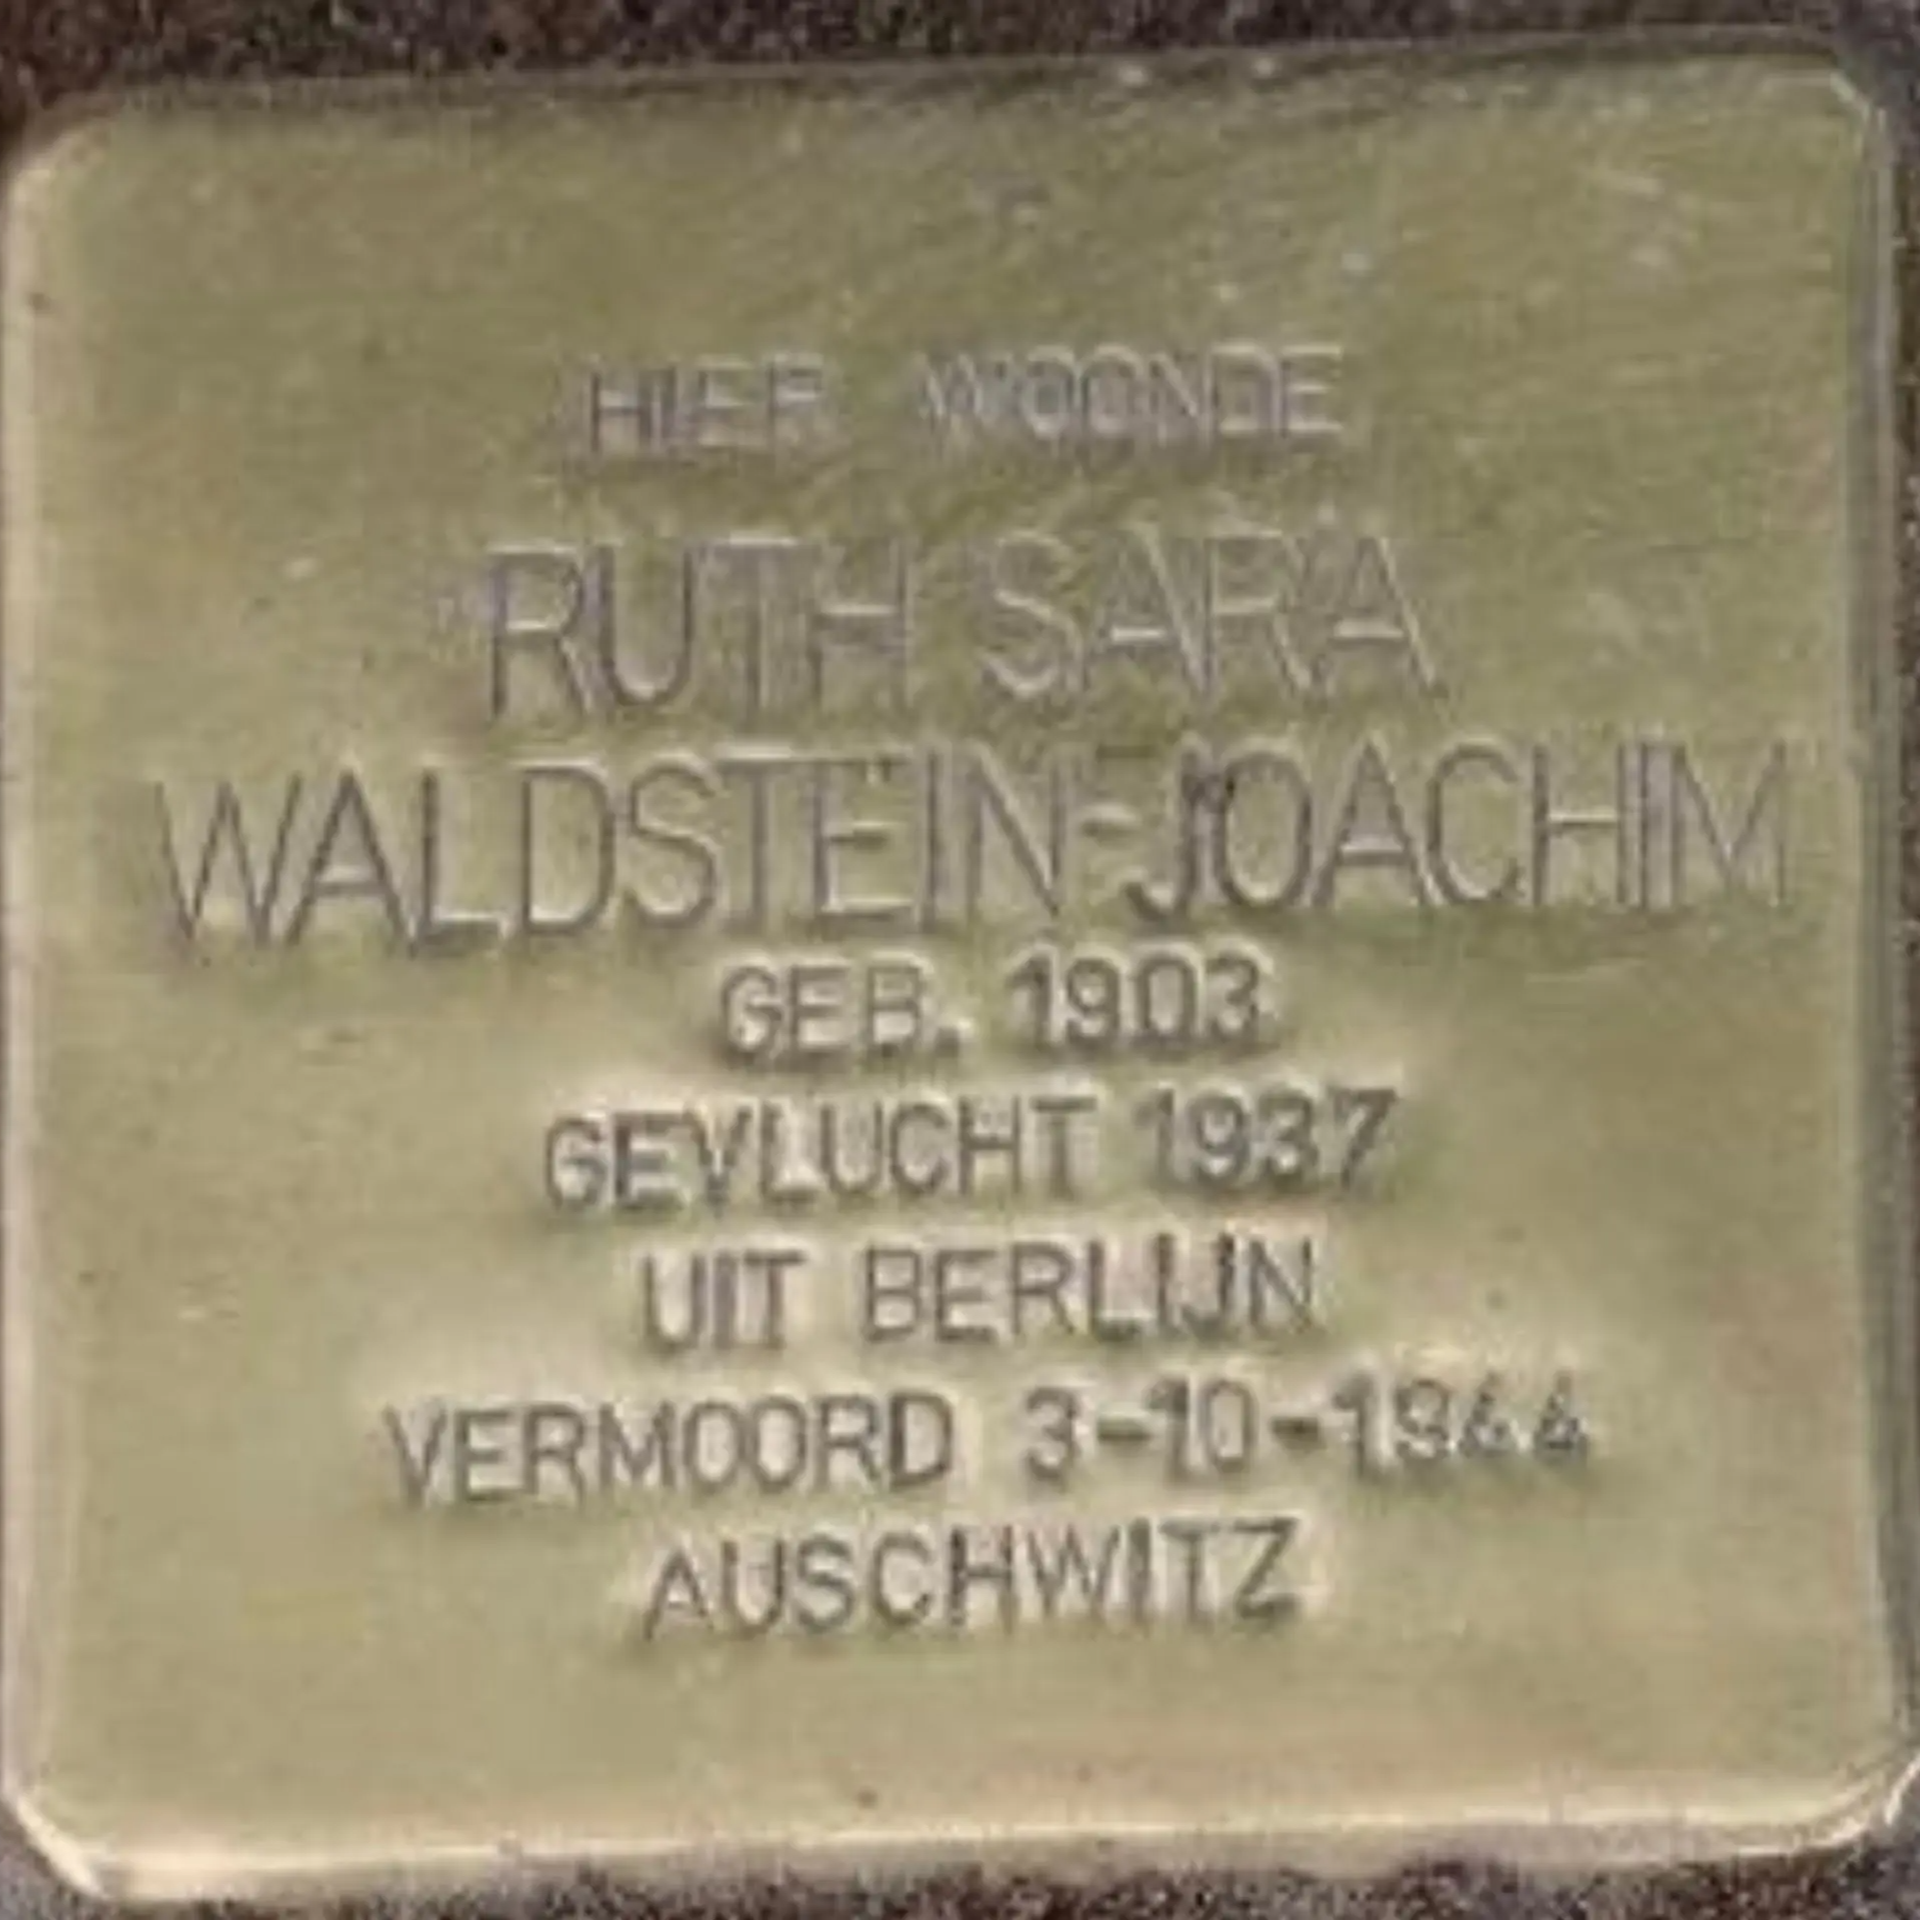 HIER WOONDE
RUTH SARA
WALDSTEIN-JOACHIM
GEB. 1903
GEVLUCHT 1937
UIT BERLIJN
VERMOORD 3-10-1944
AUSCHWITZ